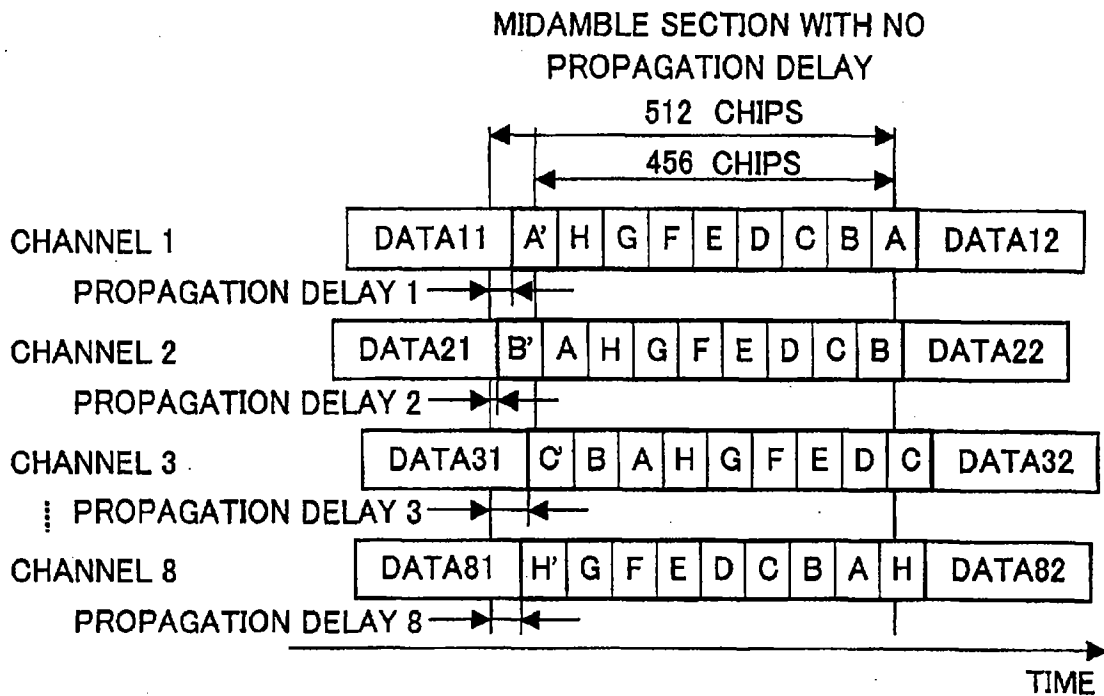 MIDAMBLE SECTION WITH NO
PROPAGATION DELAY
512 CHIPS
456 CHIPS
CHANNEL 1 DATA11 A' H G F E D C B A DATA12
PROPAGATION DELAY 1
CHANNEL 2 DATA21 B' A H G F E D C B DATA22
PROPAGATION DELAY 2
CHANNEL 3 DATA31 C' B A H G F E D C DATA32
PROPAGATION DELAY 3
CHANNEL 8 DATA81 H' G F E D C B A H DATA82
PROPAGATION DELAY 8
TIME